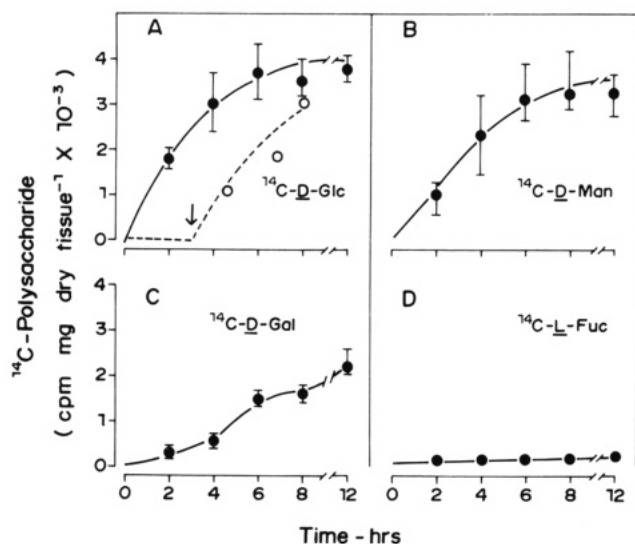 A
B
4
3
2
1
0
¹⁴C-D-Glc
¹⁴C-D-Man
¹⁴C-Polysaccharide
( cpm mg dry tissue⁻¹ X 10⁻³ )
C
D
4
3
2
1
0
¹⁴C-D-Gal
¹⁴C-L-Fuc
0 2 4 6 8 12
0 2 4 6 8 12
Time - hrs